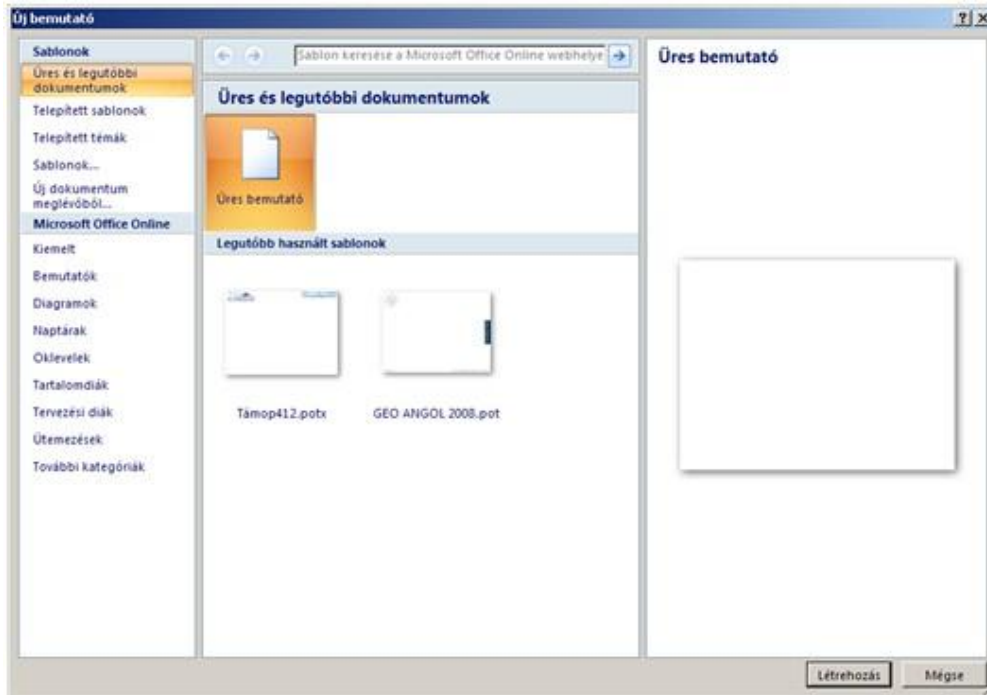 Új bemutató
Sablonok
Üres és legutóbbi
dokumentumok
Telepített sablonok
Telepített témák
Sablonok...
Új dokumentum
meglévőből...
Microsoft Office Online
Kiemelt
Bemutatók
Diagramok
Naptárak
Oklevelek
Tartalomdiák
Tervezési diák
Ütemezések
További kategóriák
Sablon keresése a Microsoft Office Online webhelye
Üres és legutóbbi dokumentumok
Üres bemutató
Legutóbb használt sablonok
Támop412.potx
GEO ANGOL 2008.pot
Üres bemutató
Létrehozás
Mégse